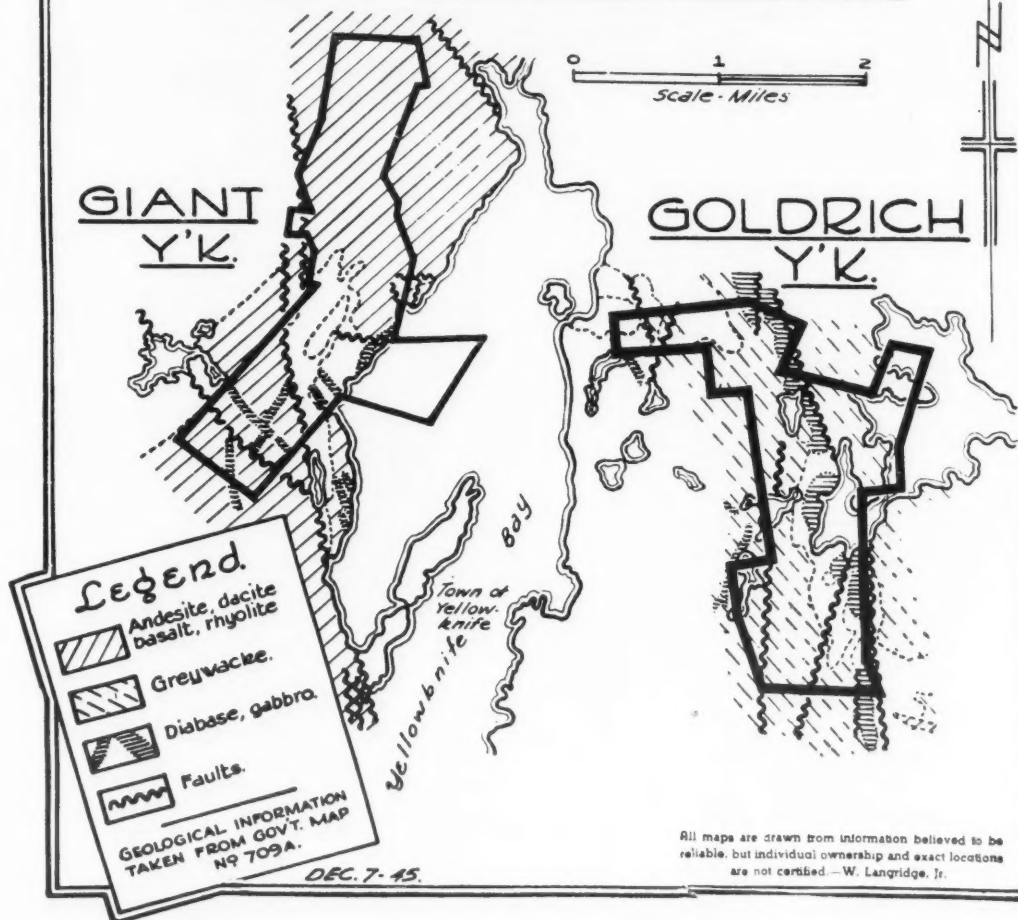 N
0 1 2
Scale - Miles
GIANT
Y'K.
GOLDRICH
Y'K.
Town of
Yellow-
knife
Yellowknife Bay
Legend
Andesite, dacite
basalt, rhyolite
Greywacke.
Diabase, gabbro.
Faults.
GEOLOGICAL INFORMATION
TAKEN FROM GOV'T. MAP
Nº 709A.
DEC. 7-45.
All maps are drawn from information believed to be
reliable, but individual ownership and exact locations
are not certified.—W. Langridge, Jr.